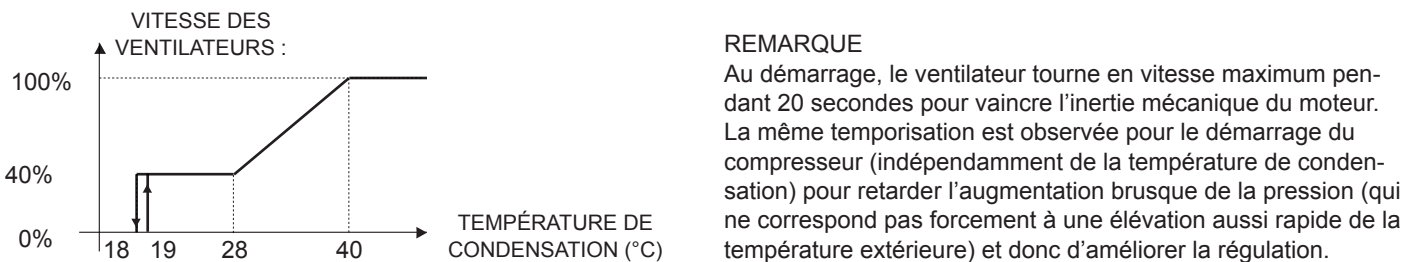 VITESSE DES
VENTILATEURS :
100%
40%
0%
18 19 28 40
TEMPÉRATURE DE
CONDENSATION (°C)
REMARQUE
Au démarrage, le ventilateur tourne en vitesse maximum pen-
dant 20 secondes pour vaincre l’inertie mécanique du moteur.
La même temporisation est observée pour le démarrage du
compresseur (indépendamment de la température de conden-
sation) pour retarder l’augmentation brusque de la pression (qui
ne correspond pas forcement à une élévation aussi rapide de la
température extérieure) et donc d’améliorer la régulation.